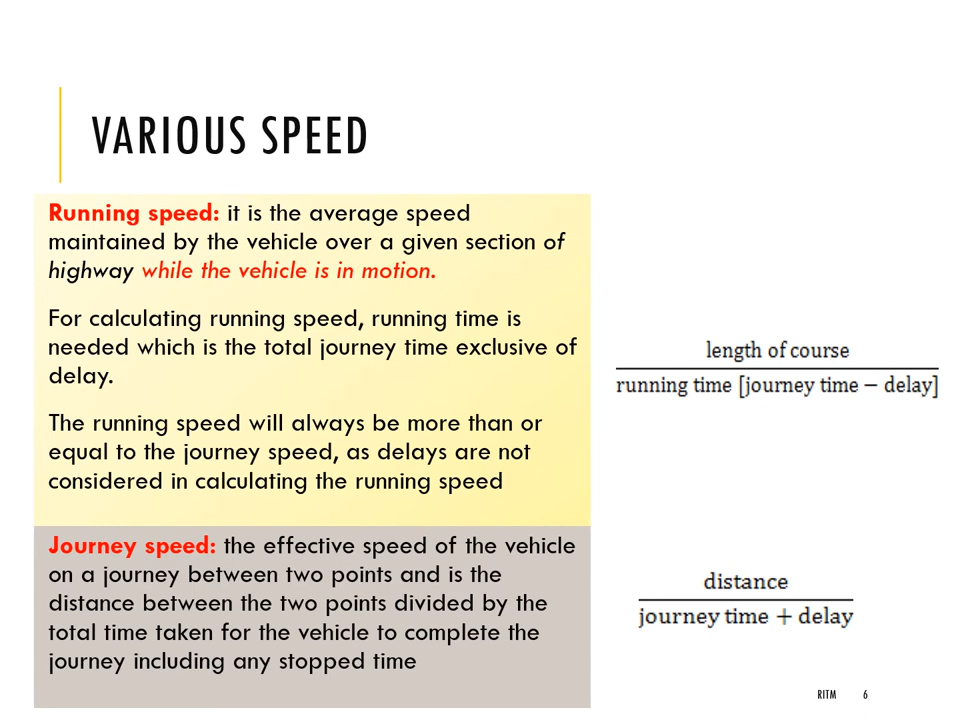 VARIOUS SPEED
Running speed: it is the average speed
maintained by the vehicle over a given section of
highway while the vehicle is in motion.
For calculating running speed, running time is
needed which is the total journey time exclusive of
delay.
The running speed will always be more than or
equal to the journey speed, as delays are not
considered in calculating the running speed
length of course
running time [journey time − delay]
Journey speed: the effective speed of the vehicle
on a journey between two points and is the
distance between the two points divided by the
total time taken for the vehicle to complete the
journey including any stopped time
distance
journey time + delay
RITM 6